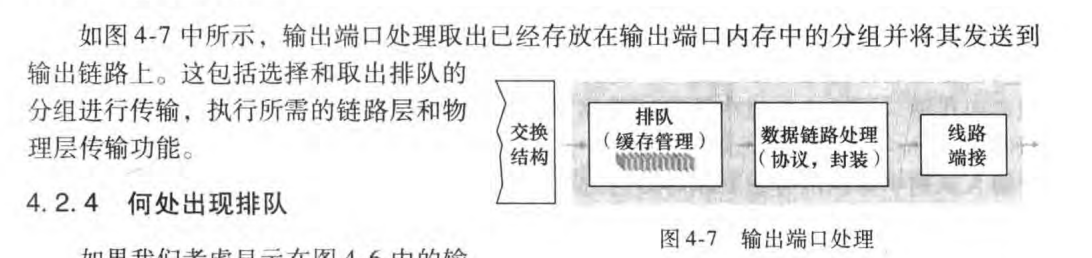 如图 4-7 中所示，输出端口处理取出已经存放在输出端口内存中的分组并将其发送到
输出链路上。这包括选择和取出排队的
分组进行传输，执行所需的链路层和物
理层传输功能。
交换
结构
排队
（缓存管理）
数据链路处理
（协议，封装）
线路
端接
图 4-7 输出端口处理
4.2.4 何处出现排队
如果我们考虑显示在图 4-6 中的输